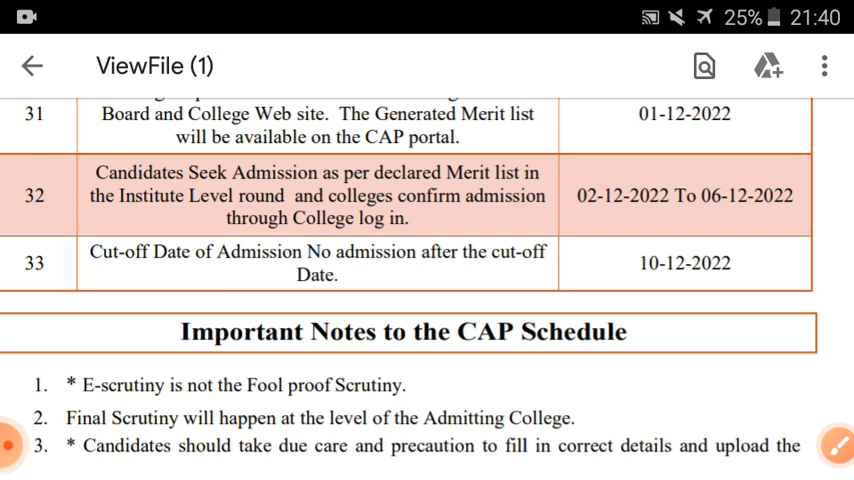 25% 21:40
ViewFile (1)
31
Board and College Web site. The Generated Merit list
will be available on the CAP portal.
01-12-2022
32
Candidates Seek Admission as per declared Merit list in
the Institute Level round and colleges confirm admission
through College log in.
02-12-2022 To 06-12-2022
33
Cut-off Date of Admission No admission after the cut-off
Date.
10-12-2022
Important Notes to the CAP Schedule
1. * E-scrutiny is not the Fool proof Scrutiny.
2. Final Scrutiny will happen at the level of the Admitting College.
3. * Candidates should take due care and precaution to fill in correct details and upload the